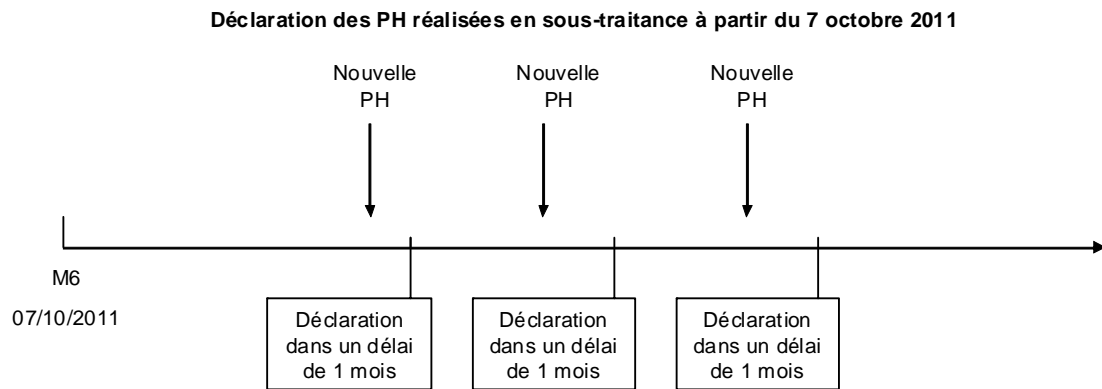 Déclaration des PH réalisées en sous-traitance à partir du 7 octobre 2011
Nouvelle
PH
Nouvelle
PH
Nouvelle
PH
M6
07/10/2011
Déclaration
dans un délai
de 1 mois
Déclaration
dans un délai
de 1 mois
Déclaration
dans un délai
de 1 mois